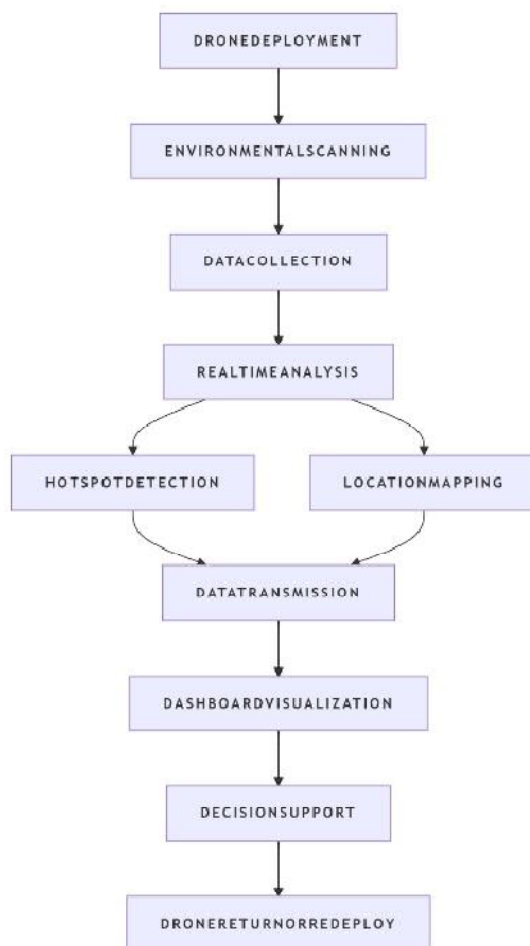 DRONEDEPLOYMENT
ENVIRONMENTALSCANNING
DATACOLLECTION
REALTIMEANALYSIS
HOTSPOTDETECTION
LOCATIONMAPPING
DATATRANSMISSION
DASHBOARDVISUALIZATION
DECISIONSUPPORT
DRONERETURNORREDEPLOY